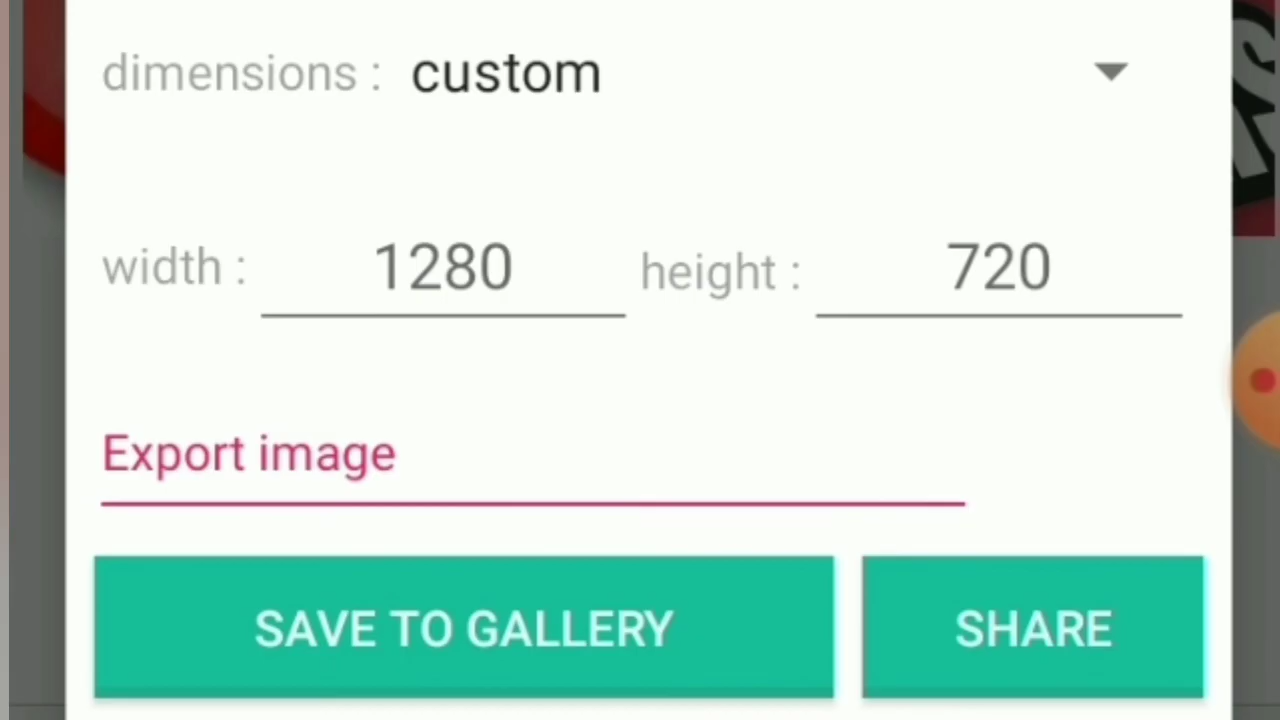 dimensions : custom
width : 1280 height : 720
Export image
SAVE TO GALLERY SHARE